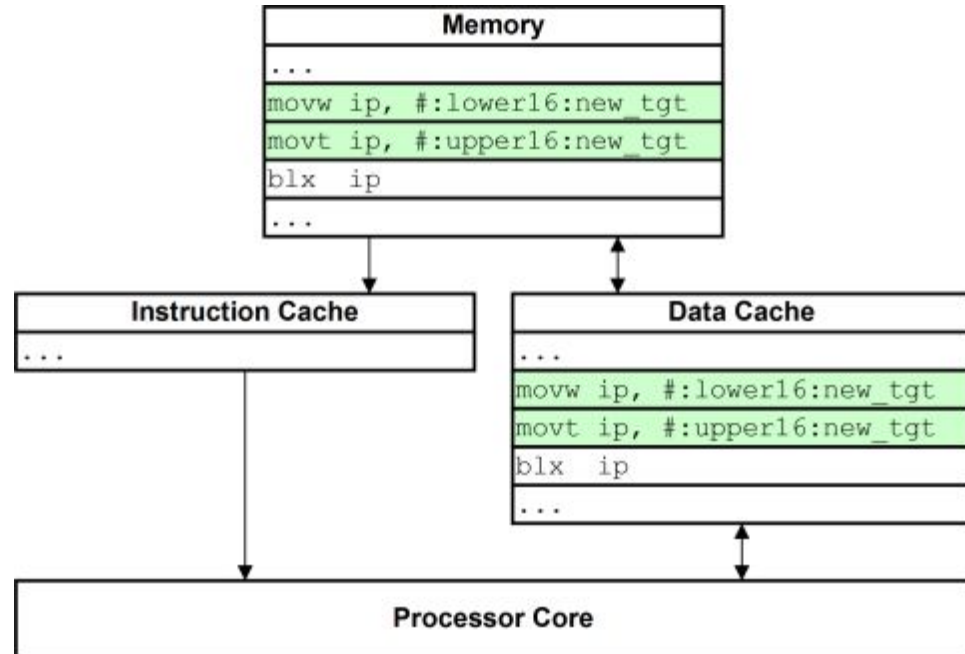 Memory
...
movw ip, #:lower16:new_tgt
movt ip, #:upper16:new_tgt
blx  ip
...
Instruction Cache
...
Data Cache
...
movw ip, #:lower16:new_tgt
movt ip, #:upper16:new_tgt
blx  ip
...
Processor Core